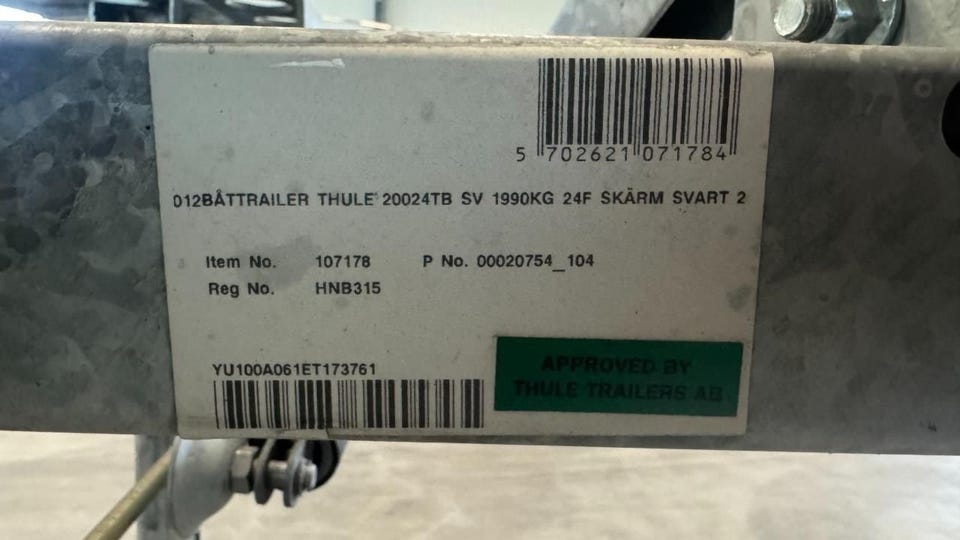 5 702621 071784
012BÅTTRAILER THULE 20024TB SV 1990KG 24F SKÄRM SVART 2
Item No. 107178 P No. 00020754_104
Reg No. HNB315
YU100A061ET173761
APPROVED BY
THULE TRAILERS AB